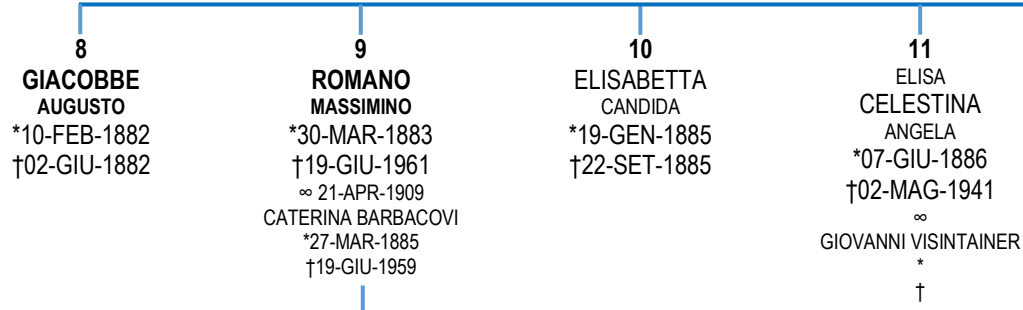 8
GIACOBBE
AUGUSTO
*10-FEB-1882
†02-GIU-1882
9
ROMANO
MASSIMINO
*30-MAR-1883
†19-GIU-1961
∞ 21-APR-1909
CATERINA BARBACOVI
*27-MAR-1885
†19-GIU-1959
10
ELISABETTA
CANDIDA
*19-GEN-1885
†22-SET-1885
11
ELISA
CELESTINA
ANGELA
*07-GIU-1886
†02-MAG-1941
∞
GIOVANNI VISINTAINER
*
†